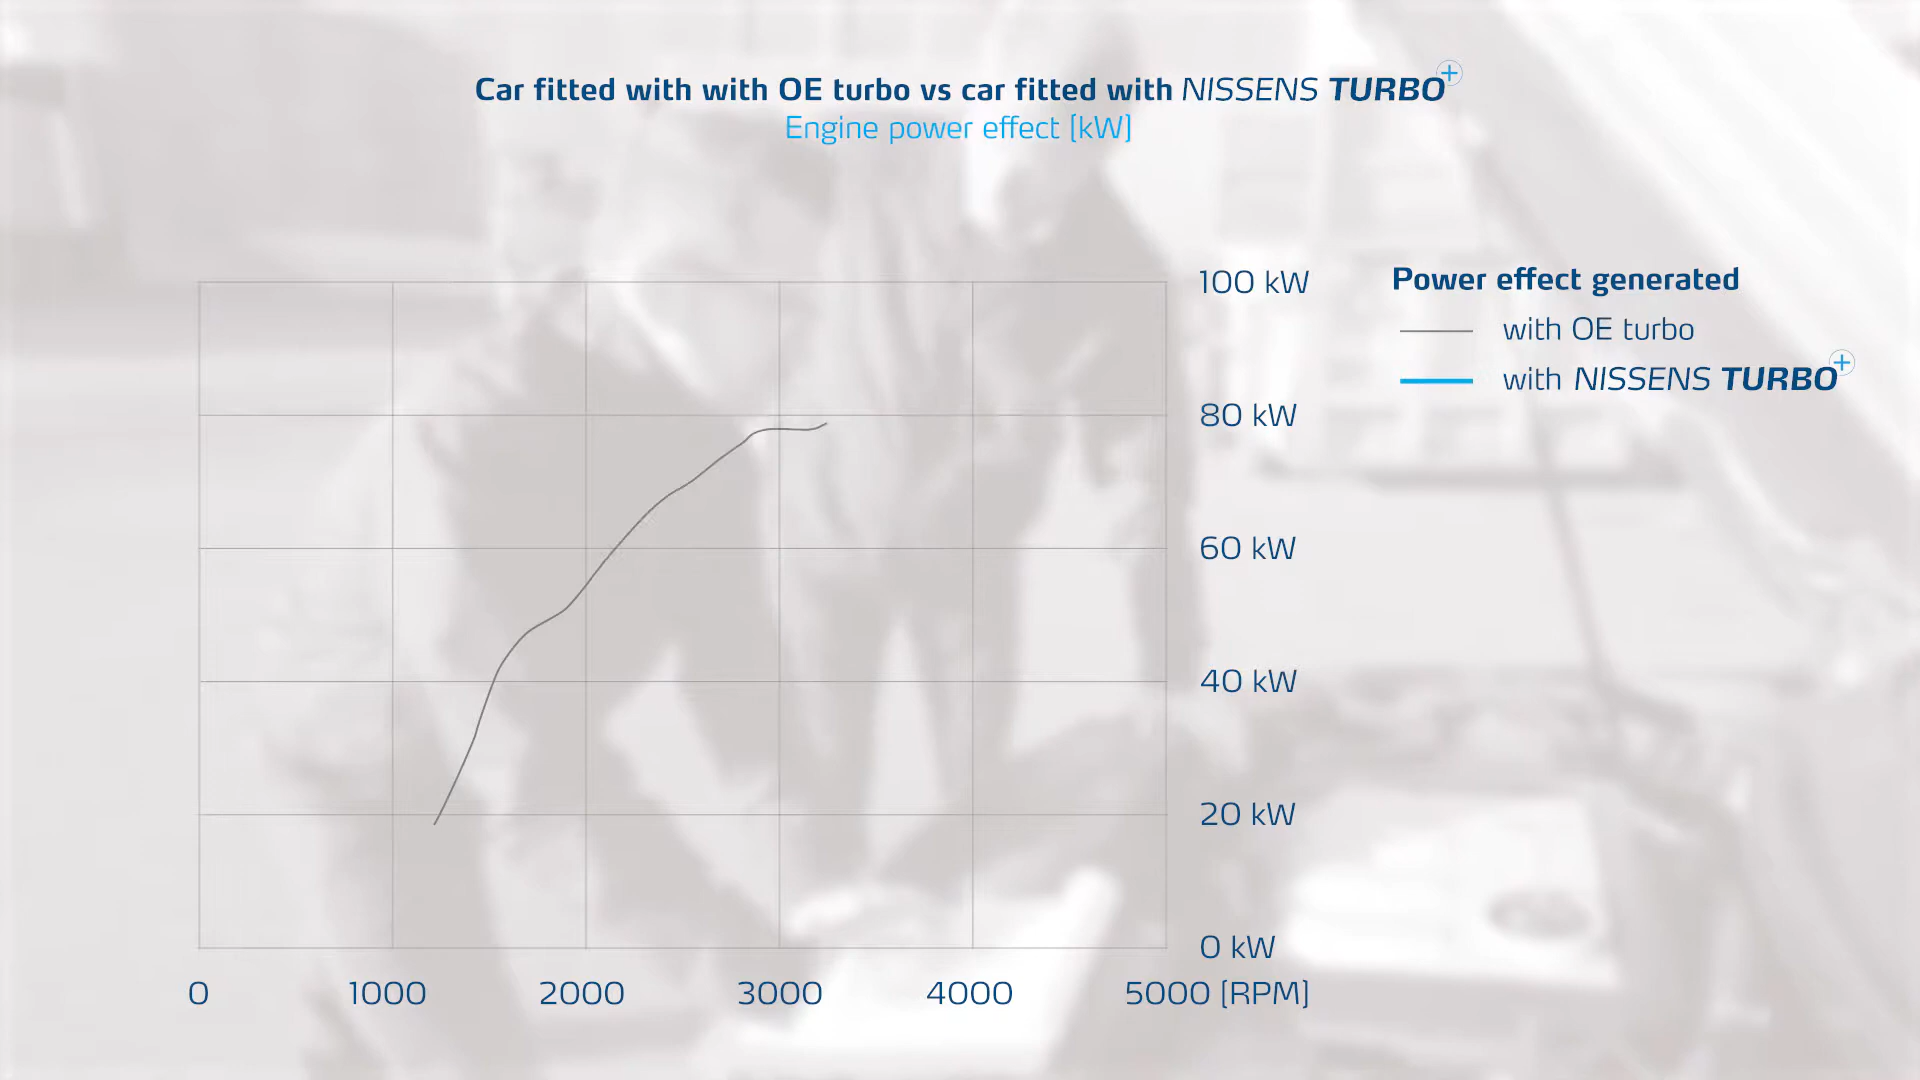 Car fitted with with OE turbo vs car fitted with NISSENS TURBO+
Engine power effect [kW]
Power effect generated
with OE turbo
with NISSENS TURBO+
100 kW
80 kW
60 kW
40 kW
20 kW
0 kW
0 1000 2000 3000 4000 5000 [RPM]